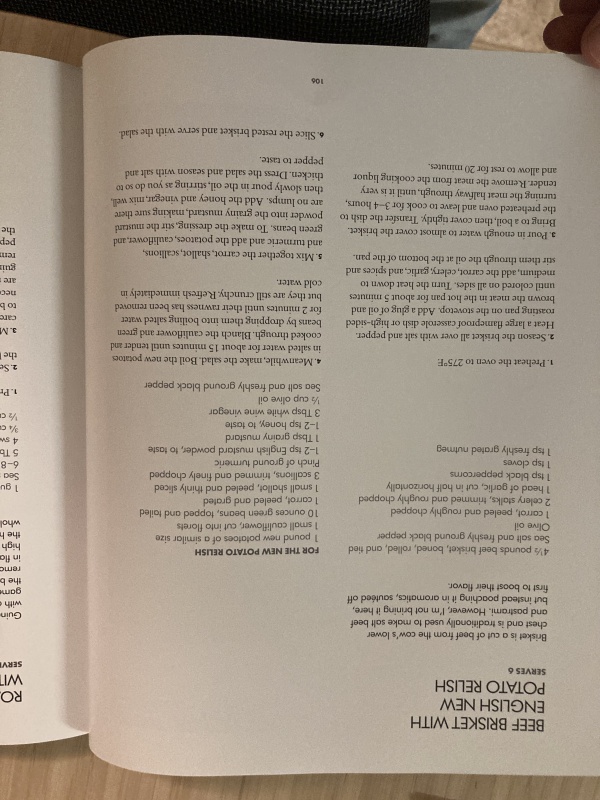 BEEF BRISKET WITH
ENGLISH NEW
POTATO RELISH
SERVES 6
Brisket is a cut of beef from the cow's lower
chest and is traditionally used to make salt beef
and pastrami. However, I'm not brining it here,
but instead poaching it in aromatics, sautéed off
first to boost their flavor.
4½ pounds beef brisket, boned, rolled, and tied
Sea salt and freshly ground black pepper
Olive oil
1 carrot, peeled and roughly chopped
2 celery stalks, trimmed and roughly chopped
1 head of garlic, cut in half horizontally
1 tsp black peppercorns
1 tsp cloves
1 tsp freshly grated nutmeg
FOR THE NEW POTATO RELISH
1 pound new potatoes of a similar size
1 small cauliflower, cut into florets
10 ounces green beans, topped and tailed
1 carrot, peeled and grated
1 small shallot, peeled and thinly sliced
3 scallions, trimmed and finely chopped
Pinch of ground turmeric
1–2 tsp English mustard powder, to taste
1 Tbsp grainy mustard
1–2 tsp honey, to taste
3 Tbsp white wine vinegar
½ cup olive oil
Sea salt and freshly ground black pepper
1. Preheat the oven to 275°F
2. Season the brisket all over with salt and pepper.
Heat a large flameproof casserole dish or high-sided
roasting pan on the stovetop. Add a glug of oil and
brown the meat in the hot pan for about 5 minutes
until colored on all sides. Turn the heat down to
medium, add the carrot, celery, garlic, and spices and
stir them through the oil at the bottom of the pan.
3. Pour in enough water to almost cover the brisket.
Bring to a boil, then cover tightly. Transfer the dish to
the preheated oven and leave to cook for 3–4 hours,
turning the meat halfway through, until it is very
tender. Remove the meat from the cooking liquor
and allow to rest for 20 minutes.
4. Meanwhile, make the salad. Boil the new potatoes
in salted water for about 15 minutes until tender and
cooked through. Blanch the cauliflower and green
beans by dropping them into boiling salted water
for 2 minutes until their rawness has been removed
but they are still crunchy. Refresh immediately in
cold water.
5. Mix together the carrot, shallot, scallions,
and turmeric and add the potatoes, cauliflower, and
green beans. To make the dressing, stir the mustard
powder into the grainy mustard, making sure there
are no lumps. Add the honey and vinegar, mix well,
then slowly pour in the oil, stirring as you do so to
thicken. Dress the salad and season with salt and
pepper to taste.
6. Slice the rested brisket and serve with the salad.
106